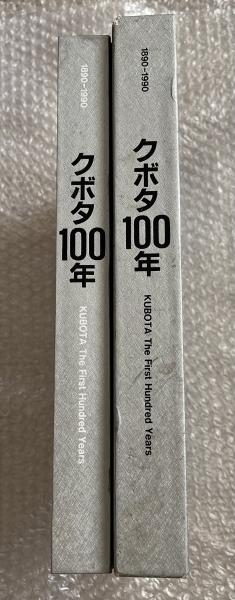 1890-1990
クボタ
100年
KUBOTA The First Hundred Years
1890-1990
クボタ
100年
KUBOTA The First Hundred Years